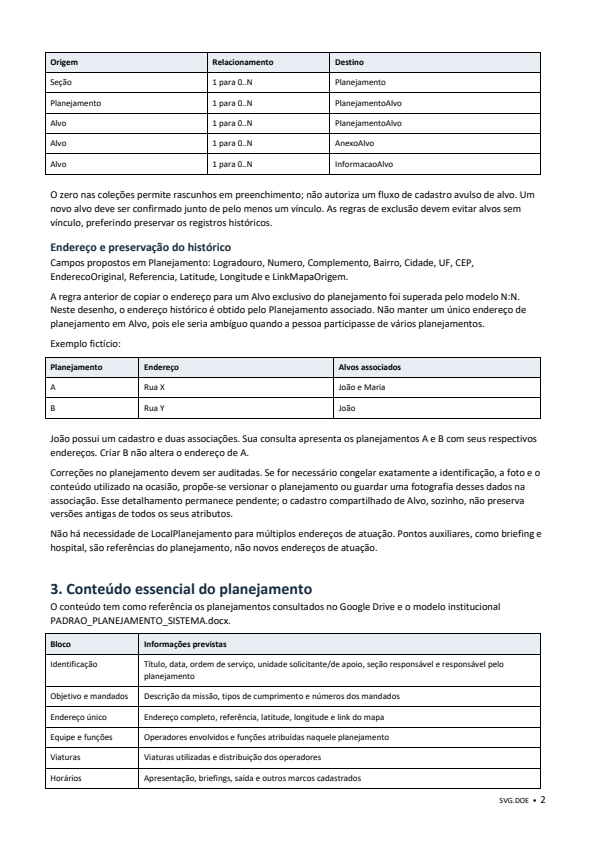 Origem Relacionamento Destino
Seção 1 para 0..N Planejamento
Planejamento 1 para 0..N PlanejamentoAlvo
Alvo 1 para 0..N PlanejamentoAlvo
Alvo 1 para 0..N AnexoAlvo
Alvo 1 para 0..N InformacaoAlvo
O zero nas coleções permite rascunhos em preenchimento; não autoriza um fluxo de cadastro avulso de alvo. Um
novo alvo deve ser confirmado junto de pelo menos um vínculo. As regras de exclusão devem evitar alvos sem
vínculo, preferindo preservar os registros históricos.
Endereço e preservação do histórico
Campos propostos em Planejamento: Logradouro, Numero, Complemento, Bairro, Cidade, UF, CEP,
EnderecoOriginal, Referencia, Latitude, Longitude e LinkMapaOrigem.
A regra anterior de copiar o endereço para um Alvo exclusivo do planejamento foi superada pelo modelo N:N.
Neste desenho, o endereço histórico é obtido pelo Planejamento associado. Não manter um único endereço de
planejamento em Alvo, pois ele seria ambíguo quando a pessoa participasse de vários planejamentos.
Exemplo fictício:
Planejamento Endereço Alvos associados
A Rua X João e Maria
B Rua Y João
João possui um cadastro e duas associações. Sua consulta apresenta os planejamentos A e B com seus respectivos
endereços. Criar B não altera o endereço de A.
Correções no planejamento devem ser auditadas. Se for necessário congelar exatamente a identificação, a foto e o
conteúdo utilizado na ocasião, propõe-se versionar o planejamento ou guardar uma fotografia desses dados na
associação. Esse detalhamento permanece pendente; o cadastro compartilhado de Alvo, sozinho, não preserva
versões antigas de todos os seus atributos.
Não há necessidade de LocalPlanejamento para múltiplos endereços de atuação. Pontos auxiliares, como briefing e
hospital, são referências do planejamento, não novos endereços de atuação.
3. Conteúdo essencial do planejamento
O conteúdo tem como referência os planejamentos consultados no Google Drive e o modelo institucional
PADRAO_PLANEJAMENTO_SISTEMA.docx.
Bloco Informações previstas
Identificação Título, data, ordem de serviço, unidade solicitante/de apoio, seção responsável e responsável pelo
planejamento
Objetivo e mandados Descrição da missão, tipos de cumprimento e números dos mandados
Endereço único Endereço completo, referência, latitude, longitude e link do mapa
Equipe e funções Operadores envolvidos e funções atribuídas naquele planejamento
Viaturas Viaturas utilizadas e distribuição dos operadores
Horários Apresentação, briefings, saída e outros marcos cadastrados
SVG.DOE • 2